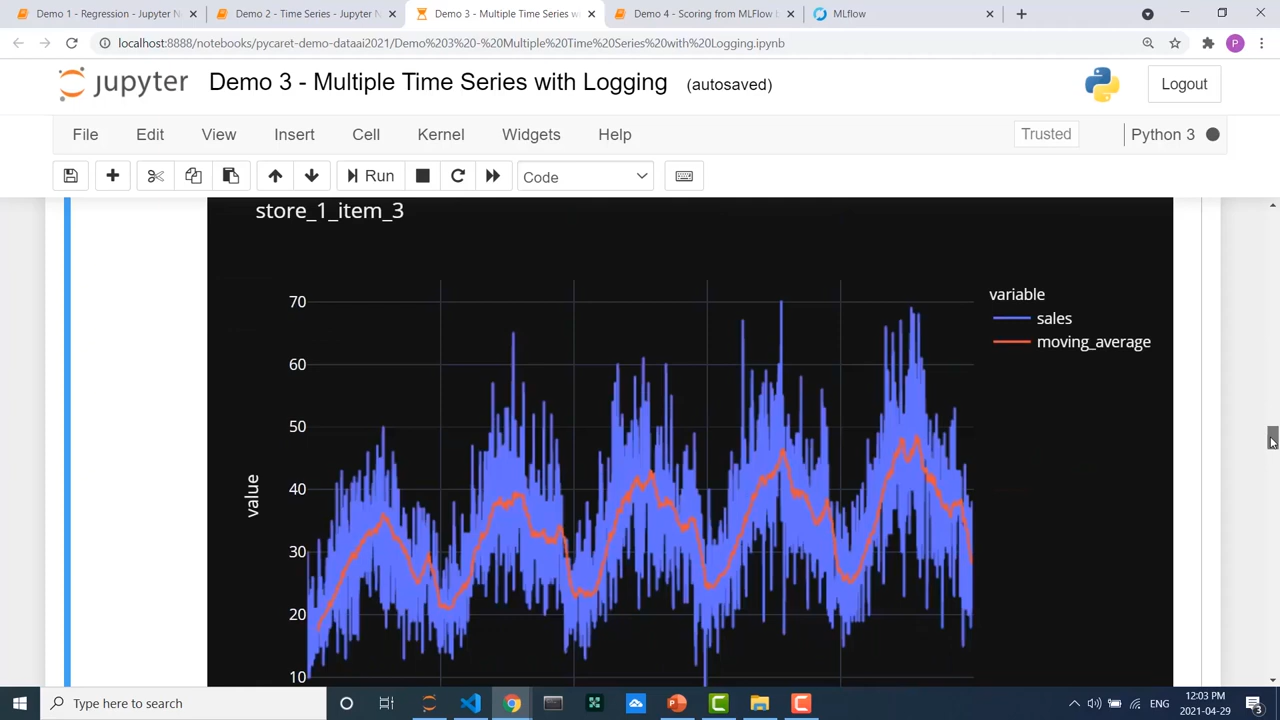 Demo 1 - Regression - Jupyter N
Demo 2 - Time Series - Jupyter N
Demo 3 - Multiple Time Series w
Demo 4 - Scoring from MLFlow b
MLflow
localhost:8888/notebooks/pycaret-demo-dataai2021/Demo%203%20-%20Multiple%20Time%20Series%20with%20Logging.ipynb
P
jupyter
Demo 3 - Multiple Time Series with Logging (autosaved)
Logout
File Edit View Insert Cell Kernel Widgets Help
Trusted
Python 3
Run
Code
store_1_item_3
variable
sales
moving_average
70
60
50
40
30
20
10
value
Type here to search
ENG
12:03 PM
2021-04-29
3